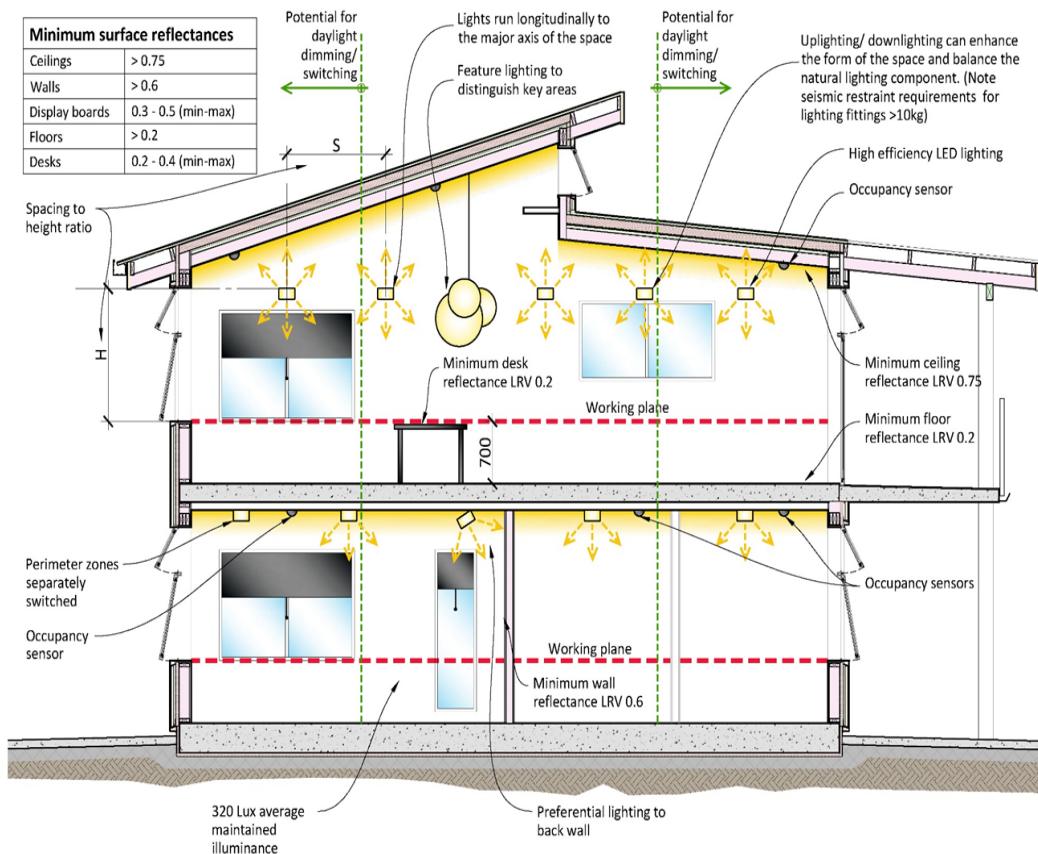 Minimum surface reflectances
Ceilings > 0.75
Walls > 0.6
Display boards 0.3 - 0.5 (min-max)
Floors > 0.2
Desks 0.2 - 0.4 (min-max)
Potential for
daylight
dimming/
switching
Lights run longitudinally to
the major axis of the space
Feature lighting to
distinguish key areas
Potential for
daylight
dimming/
switching
Uplighting/ downlighting can enhance
the form of the space and balance the
natural lighting component. (Note
seismic restraint requirements for
lighting fittings >10kg)
High efficiency LED lighting
Occupancy sensor
S
Spacing to
height ratio
H
Minimum desk
reflectance LRV 0.2
Working plane
700
Minimum ceiling
reflectance LRV 0.75
Minimum floor
reflectance LRV 0.2
Perimeter zones
separately
switched
Occupancy
sensor
Occupancy sensors
Working plane
Minimum wall
reflectance LRV 0.6
320 Lux average
maintained
illuminance
Preferential lighting to
back wall